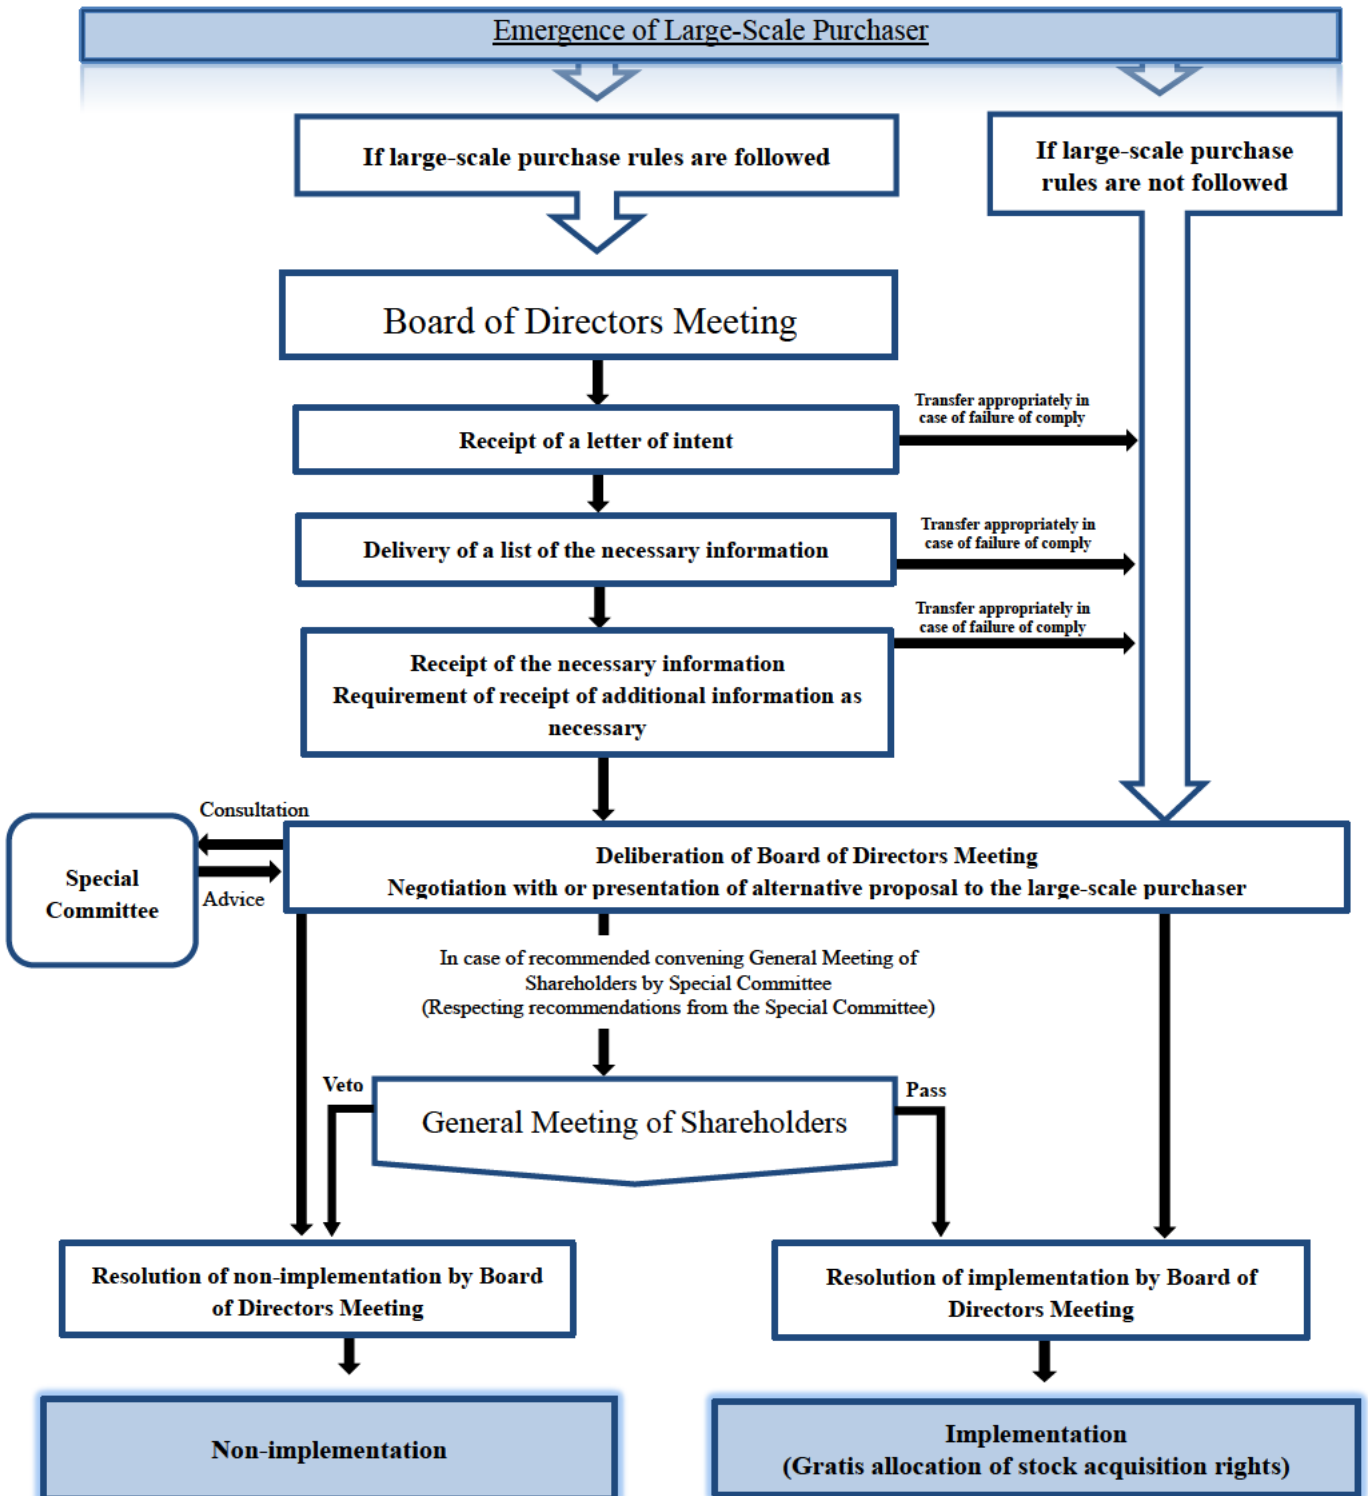 Emergence of Large-Scale Purchaser
If large-scale purchase rules are followed
If large-scale purchase
rules are not followed
Board of Directors Meeting
Transfer appropriately in
case of failure of comply
Receipt of a letter of intent
Transfer appropriately in
case of failure of comply
Delivery of a list of the necessary information
Transfer appropriately in
case of failure of comply
Receipt of the necessary information
Requirement of receipt of additional information as
necessary
Consultation
Special
Committee
Advice
Deliberation of Board of Directors Meeting
Negotiation with or presentation of alternative proposal to the large-scale purchaser
In case of recommended convening General Meeting of
Shareholders by Special Committee
(Respecting recommendations from the Special Committee)
Veto
Pass
General Meeting of Shareholders
Resolution of non-implementation by Board
of Directors Meeting
Resolution of implementation by Board of
Directors Meeting
Non-implementation
Implementation
(Gratis allocation of stock acquisition rights)